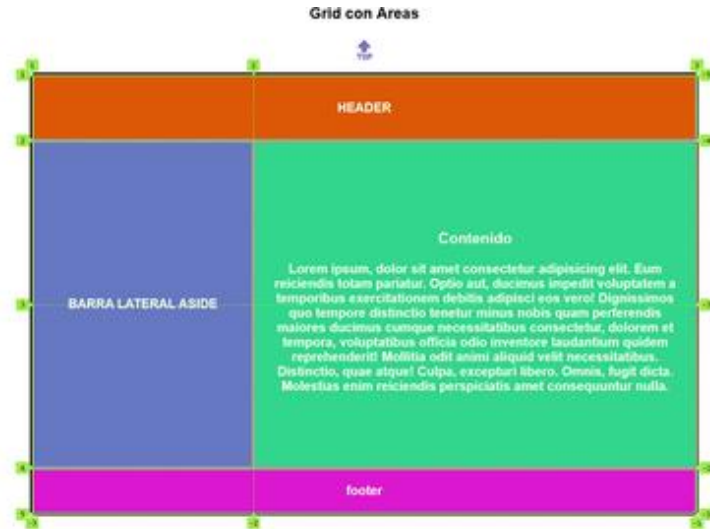 Grid con Areas
TOP
HEADER
BARRA LATERAL ASIDE
Contenido
Lorem ipsum, dolor sit amet consectetur adipisicing elit. Eum
reiciendis totam pariatur. Optio aut, ducimus impedit voluptatem a
temporibus exercitationem debitis adipisci eos vero! Dignissimos
quo tempore distinctio tenetur minus nobis quam perferendis
maiores ducimus cumque necessitatibus consectetur, dolorem et
tempora, voluptatibus officia odio inventore laudantium quidem
reprehenderit! Mollitia odit animi aliquid velit necessitatibus.
Distinctio, quae atque! Culpa, excepturi libero. Omnis, fugit dicta.
Molestias enim reiciendis perspiciatis amet consequuntur nulla.
footer